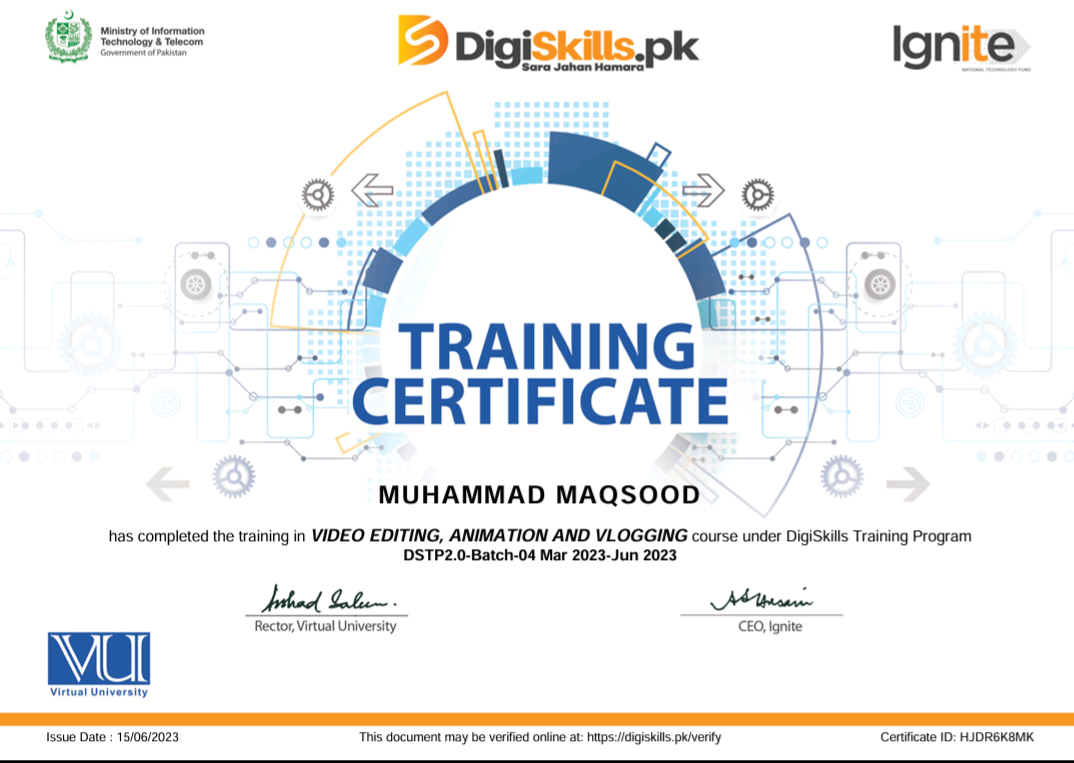 Ministry of Information
Technology & Telecom
Government of Pakistan
DigiSkills.pk
Sara Jahan Hamara
Ignite
NATIONAL TECHNOLOGY FUND
TRAINING
CERTIFICATE
MUHAMMAD MAQSOOD
has completed the training in VIDEO EDITING, ANIMATION AND VLOGGING course under DigiSkills Training Program
DSTP2.0-Batch-04 Mar 2023-Jun 2023
Rector, Virtual University
CEO, Ignite
VU
Virtual University
Issue Date : 15/06/2023
This document may be verified online at: https://digiskills.pk/verify
Certificate ID: HJDR6K8MK